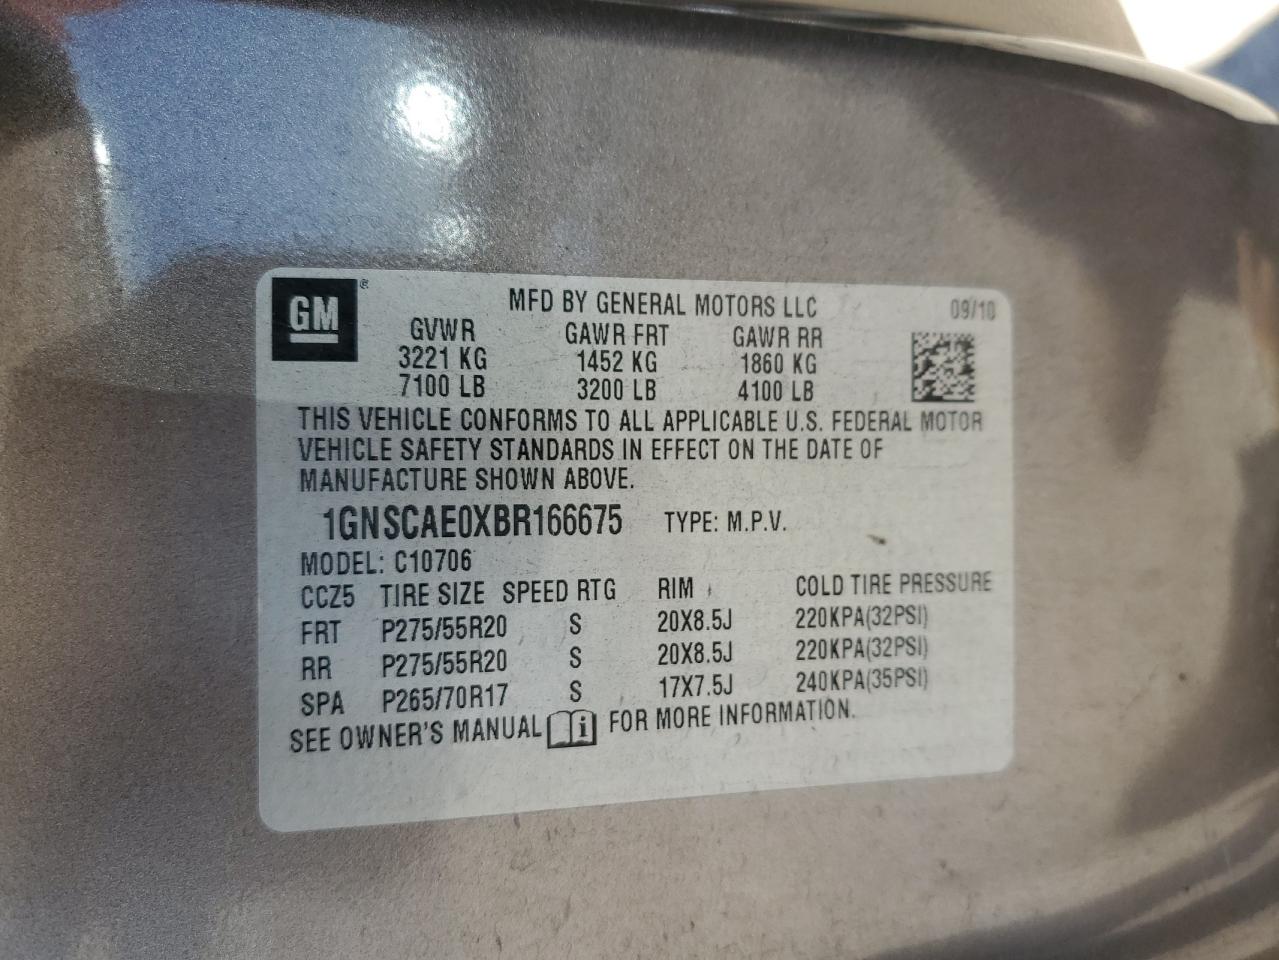 GM ® MFD BY GENERAL MOTORS LLC 09/10
GVWR GAWR FRT GAWR RR
3221 KG 1452 KG 1860 KG
7100 LB 3200 LB 4100 LB
THIS VEHICLE CONFORMS TO ALL APPLICABLE U.S. FEDERAL MOTOR
VEHICLE SAFETY STANDARDS IN EFFECT ON THE DATE OF
MANUFACTURE SHOWN ABOVE.
1GNSCAE0XBR166675 TYPE: M.P.V.
MODEL: C10706
CCZ5 TIRE SIZE SPEED RTG RIM COLD TIRE PRESSURE
FRT P275/55R20 S 20X8.5J 220KPA(32PSI)
RR P275/55R20 S 20X8.5J 220KPA(32PSI)
SPA P265/70R17 S 17X7.5J 240KPA(35PSI)
SEE OWNER'S MANUAL i FOR MORE INFORMATION.